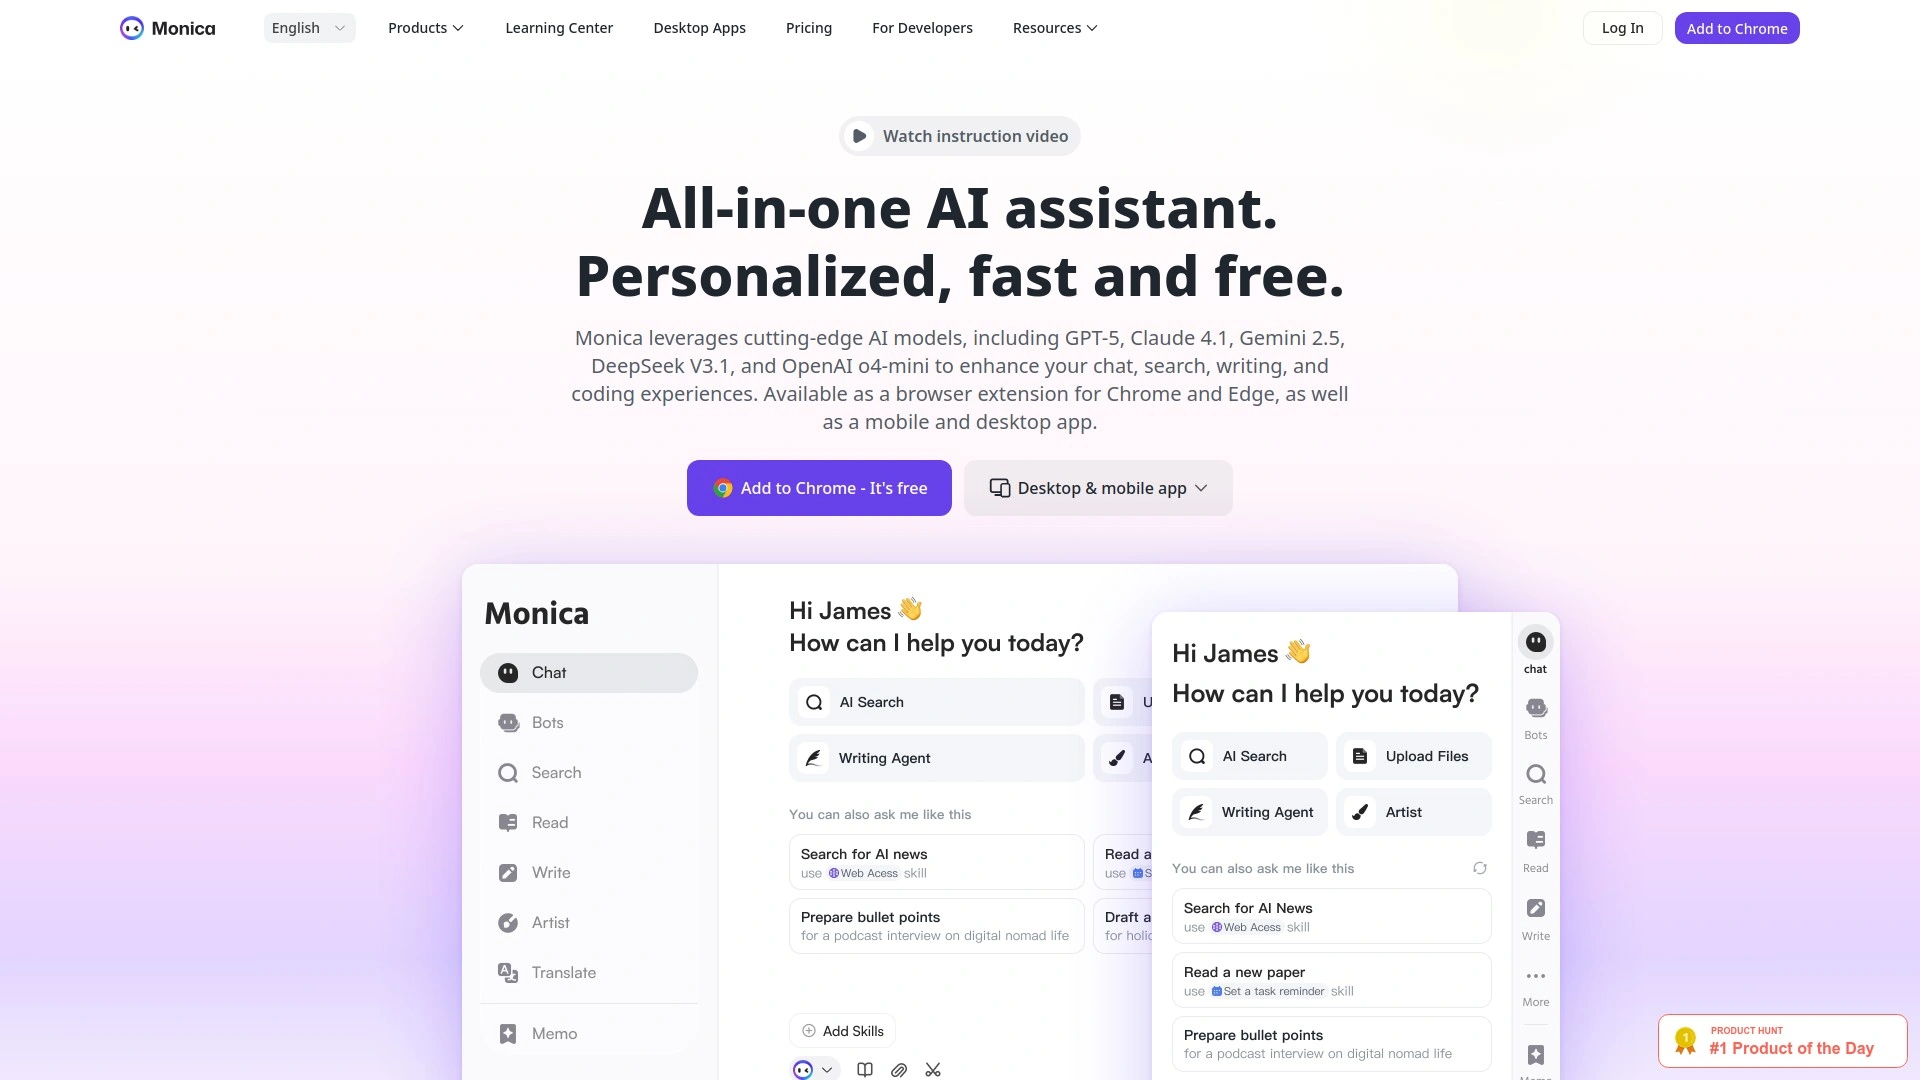 Monica
English
Products
Learning Center
Desktop Apps
Pricing
For Developers
Resources
Log In
Add to Chrome
Watch instruction video
All-in-one AI assistant.
Personalized, fast and free.
Monica leverages cutting-edge AI models, including GPT-5, Claude 4.1, Gemini 2.5,
DeepSeek V3.1, and OpenAI o4-mini to enhance your chat, search, writing, and
coding experiences. Available as a browser extension for Chrome and Edge, as well
as a mobile and desktop app.
Add to Chrome - It's free
Desktop & mobile app
Monica
Chat
Bots
Search
Read
Write
Artist
Translate
Memo
Hi James 👋
How can I help you today?
AI Search
U
Writing Agent
A
You can also ask me like this
Search for AI news
use Web Acess skill
Read a
use S
Prepare bullet points
for a podcast interview on digital nomad life
Draft a
for holic
Add Skills
Hi James 👋
How can I help you today?
AI Search
Upload Files
Writing Agent
Artist
You can also ask me like this
Search for AI News
use Web Acess skill
Read a new paper
use Set a task reminder skill
Prepare bullet points
for a podcast interview on digital nomad life
chat
Bots
Search
Read
Write
More
1
PRODUCT HUNT
#1 Product of the Day